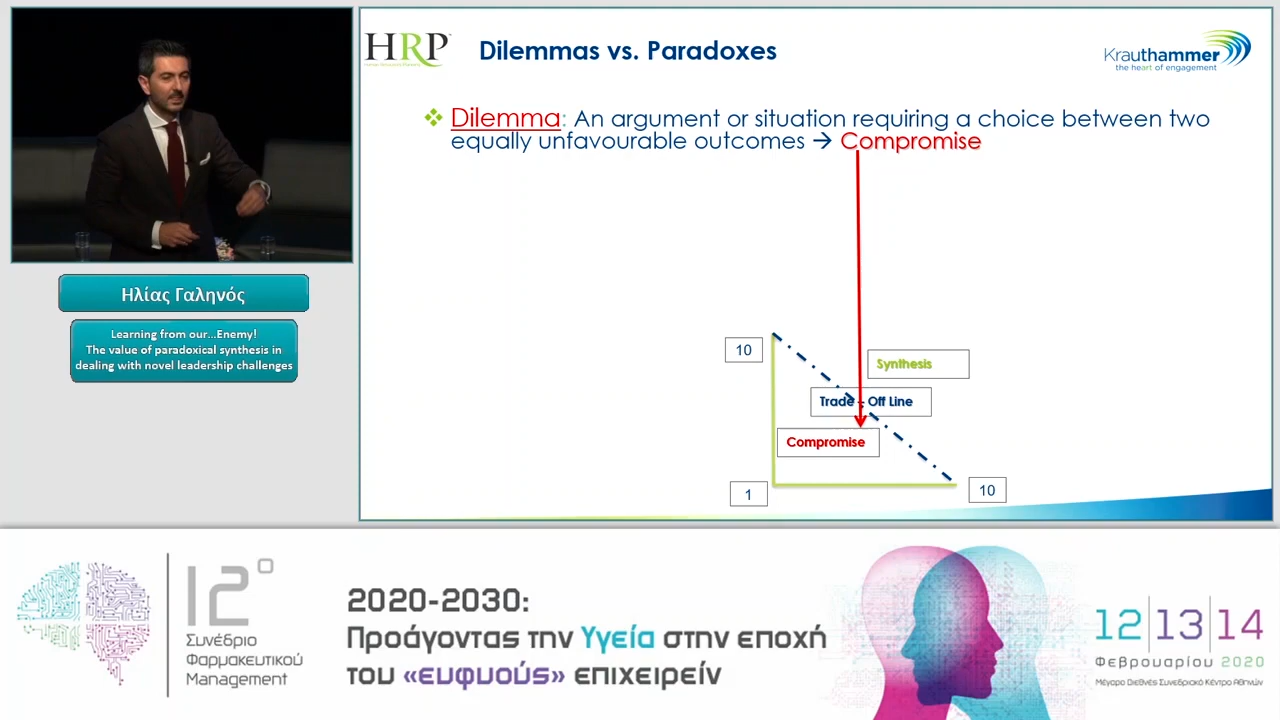 HRP
Dilemmas vs. Paradoxes
Krauthammer
the heart of engagement
❖ Dilemma: An argument or situation requiring a choice between two
equally unfavourable outcomes → Compromise
10
Synthesis
Trade - Off Line
Compromise
1
10
Ηλίας Γαληνός
Learning from our...Enemy!
The value of paradoxical synthesis in
dealing with novel leadership challenges
12ο
Συνέδριο
Φαρμακευτικού
Management
2020-2030:
Προάγοντας την Υγεία στην εποχή
του «ευφυούς» επιχειρείν
12 13 14
Φεβρουαρίου 2020
Μέγαρο Διεθνές Συνεδριακό Κέντρο Αθηνών